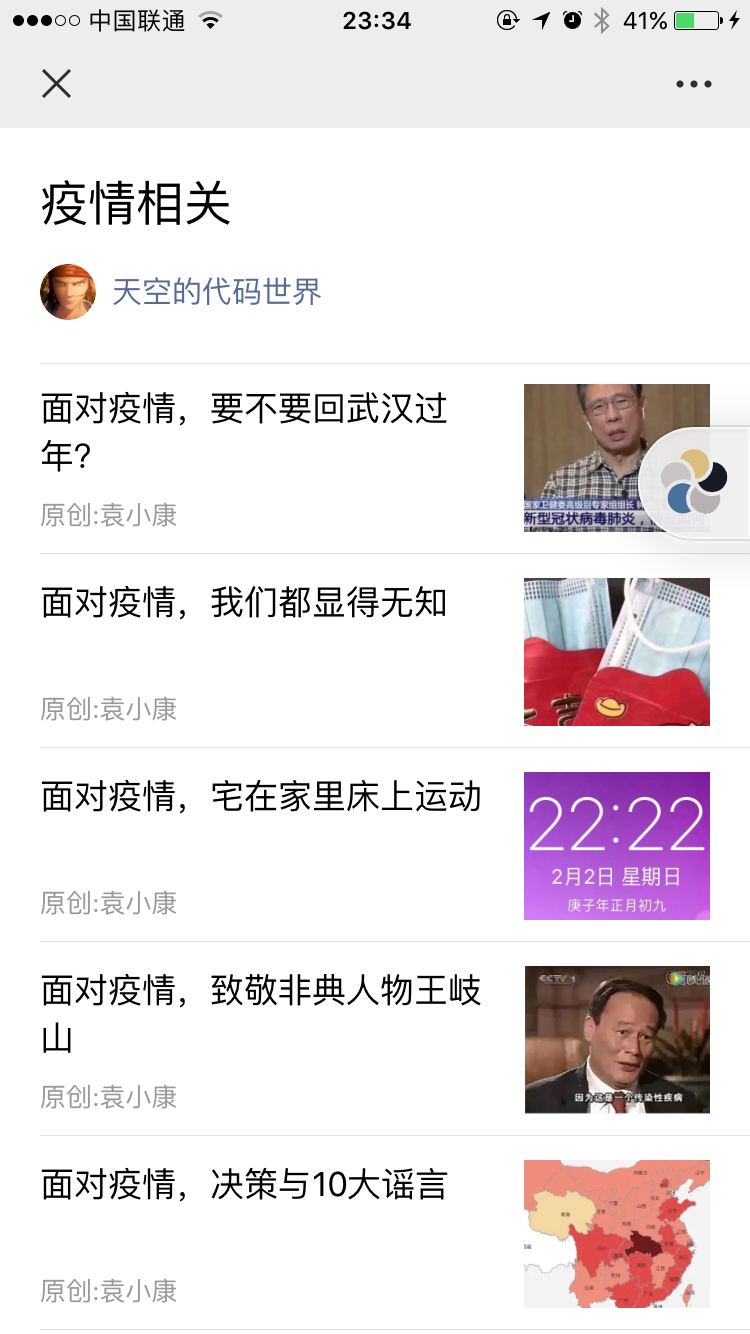 中国联通
23:34
41%
疫情相关
天空的代码世界
面对疫情，要不要回武汉过
年?
原创:袁小康
国家卫健委高级别专家组组长
新型冠状病毒肺炎，
面对疫情，我们都显得无知
原创:袁小康
面对疫情，宅在家里床上运动
原创:袁小康
22:22
2月2日 星期日
庚子年正月初九
面对疫情，致敬非典人物王岐
山
原创:袁小康
CCTV 1
因为这是一个传染性疾病
面对疫情，决策与10大谣言
原创:袁小康